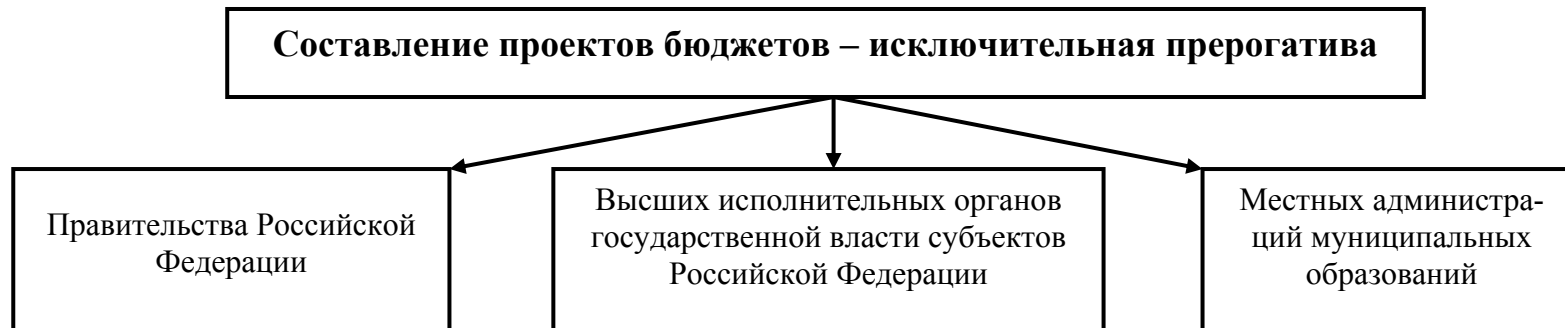 Составление проектов бюджетов – исключительная прерогатива
Правительства Российской
Федерации
Высших исполнительных органов
государственной власти субъектов
Российской Федерации
Местных администра-
ций муниципальных
образований